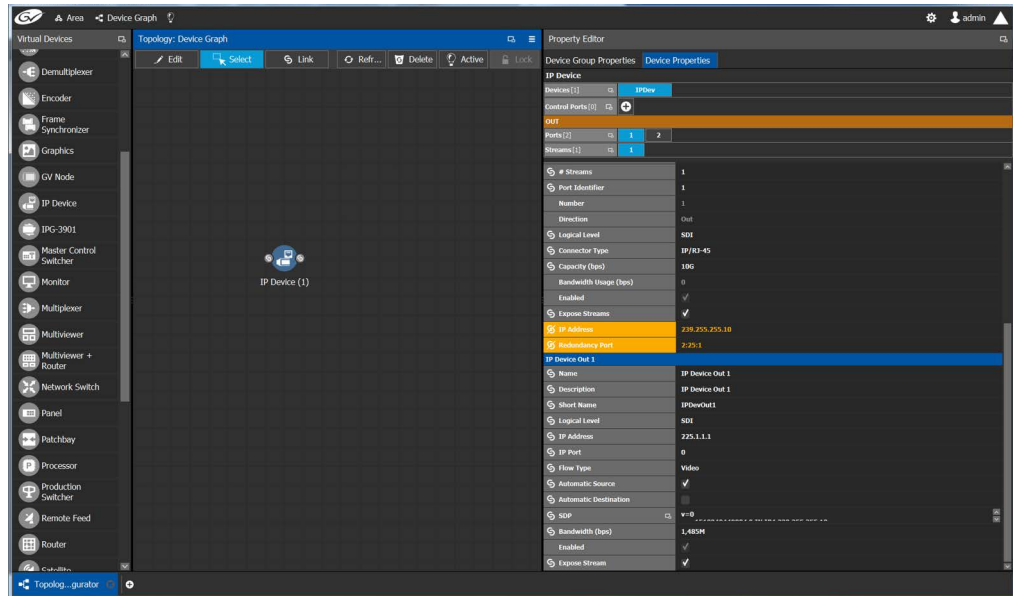 GV Area Device Graph admin
Virtual Devices
Demultiplexer
Encoder
Frame
Synchronizer
Graphics
GV Node
IP Device
IPG-3901
Master Control
Switcher
Monitor
Multiplexer
Multiviewer
Multiviewer +
Router
Network Switch
Panel
Patchbay
Processor
Production
Switcher
Remote Feed
Router
Satellite
Topology: Device Graph
Edit Select Link Refr... Delete Active Lock
IP Device (1)
Property Editor
Device Group Properties Device Properties
IP Device
Devices [1] IPDev
Control Ports [0]
OUT
Ports [2] 1 2
Streams [1] 1
# Streams 1
Port Identifier 1
Number 1
Direction Out
Logical Level SDI
Connector Type IP/RJ-45
Capacity (bps) 10G
Bandwidth Usage (bps) 0
Enabled
Expose Streams
IP Address 239.255.255.10
Redundancy Port 2:25:1
IP Device Out 1
Name IP Device Out 1
Description IP Device Out 1
Short Name IPDevOut1
Logical Level SDI
IP Address 225.1.1.1
IP Port 0
Flow Type Video
Automatic Source
Automatic Destination
SDP v=0
Bandwidth (bps) 1,485M
Enabled
Expose Stream
Topolog...gurator